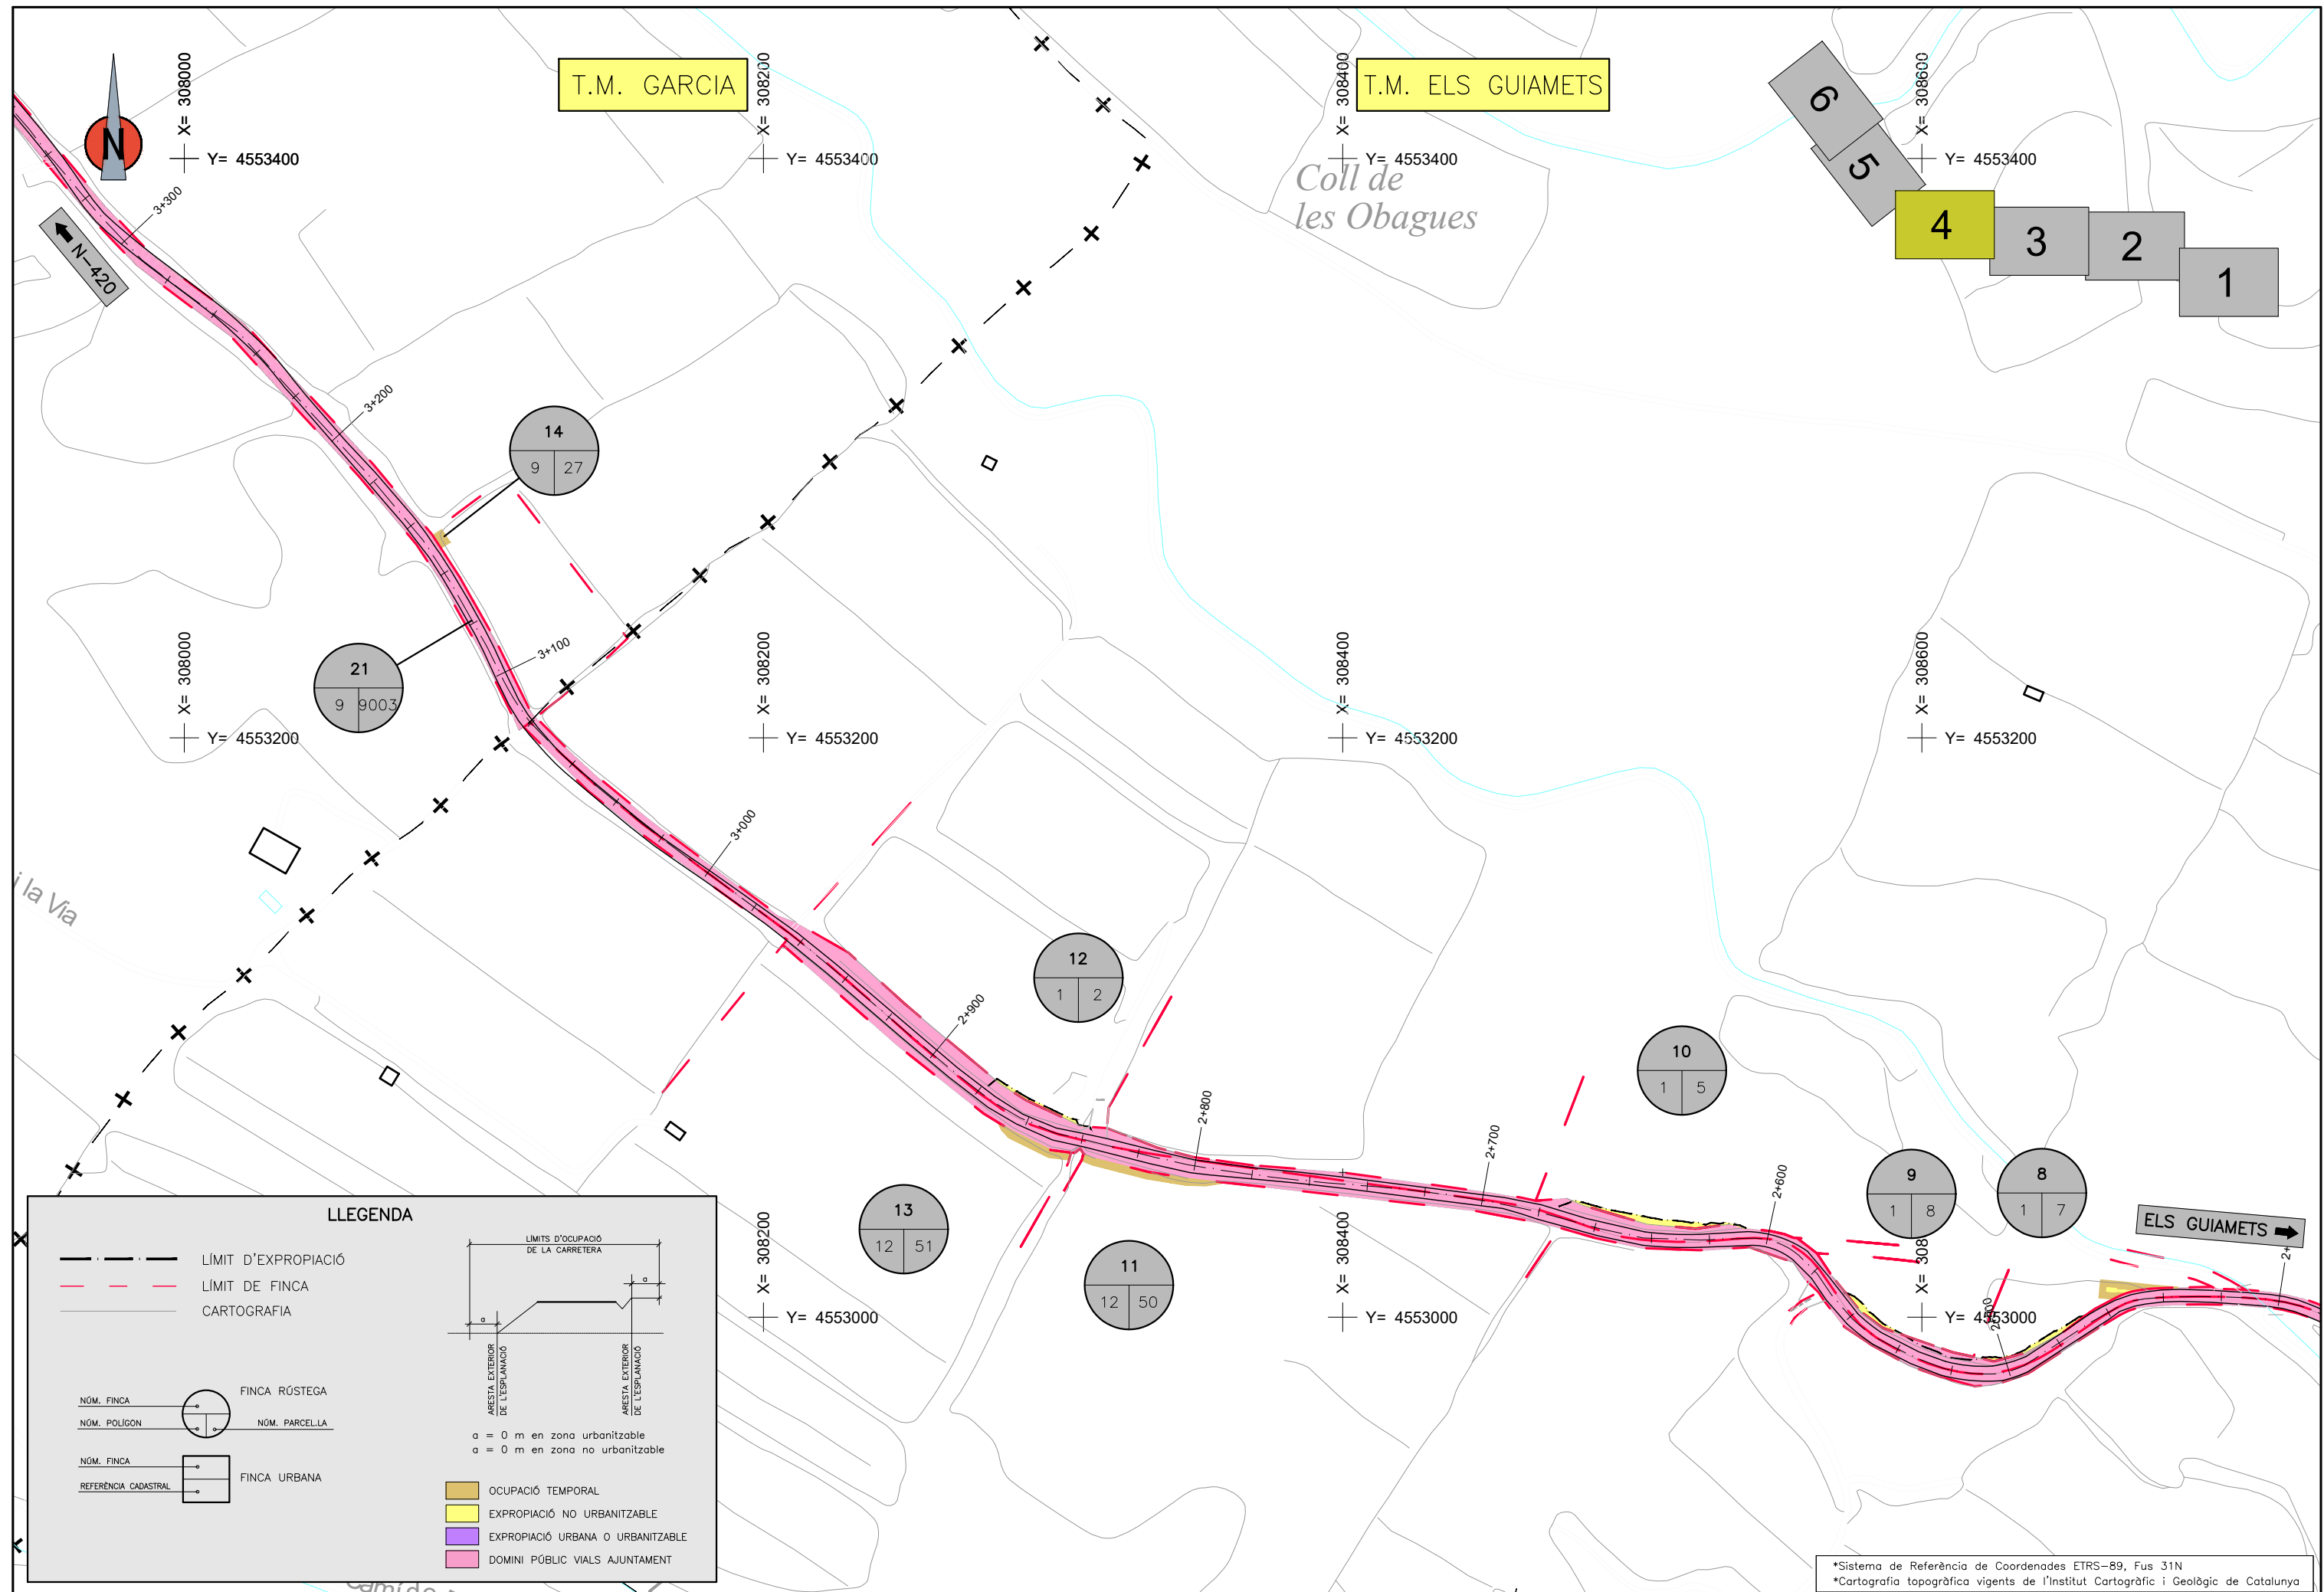 T.M. GARCIA
T.M. ELS GUIAMETS
X= 308000
X= 308200
X= 308400
X= 308600
Y= 4553400
Y= 4553400
Y= 4553400
Y= 4553400
N
N-420
Coll de
les Obagues
6
5
4
3
2
1
3+300
3+200
14
9 27
21
9 9003
3+100
X= 308000
X= 308200
X= 308400
X= 308600
Y= 4553200
Y= 4553200
Y= 4553200
Y= 4553200
3+000
i la Via
2+900
12
1 2
2+800
10
1 5
2+700
2+600
9
1 8
8
1 7
13
12 51
11
12 50
ELS GUIAMETS
X= 308200
X= 308400
Y= 4553000
Y= 4553000
Y= 4553000
LLEGENDA
LÍMIT D'EXPROPIACIÓ
LÍMIT DE FINCA
CARTOGRAFIA
LÍMITS D'OCUPACIÓ
DE LA CARRETERA
a
a
ARESTA EXTERIOR
DE L'ESPLANACIÓ
ARESTA EXTERIOR
DE L'ESPLANACIÓ
a = 0 m en zona urbanitzable
a = 0 m en zona no urbanitzable
NÚM. FINCA
FINCA RÚSTEGA
NÚM. POLÍGON
NÚM. PARCEL.LA
NÚM. FINCA
FINCA URBANA
REFERÈNCIA CADASTRAL
OCUPACIÓ TEMPORAL
EXPROPIACIÓ NO URBANITZABLE
EXPROPIACIÓ URBANA O URBANITZABLE
DOMINI PÚBLIC VIALS AJUNTAMENT
*Sistema de Referència de Coordenades ETRS-89, Fus 31N
*Cartografia topogràfica vigents de l'Institut Cartogràfic i Geològic de Catalunya